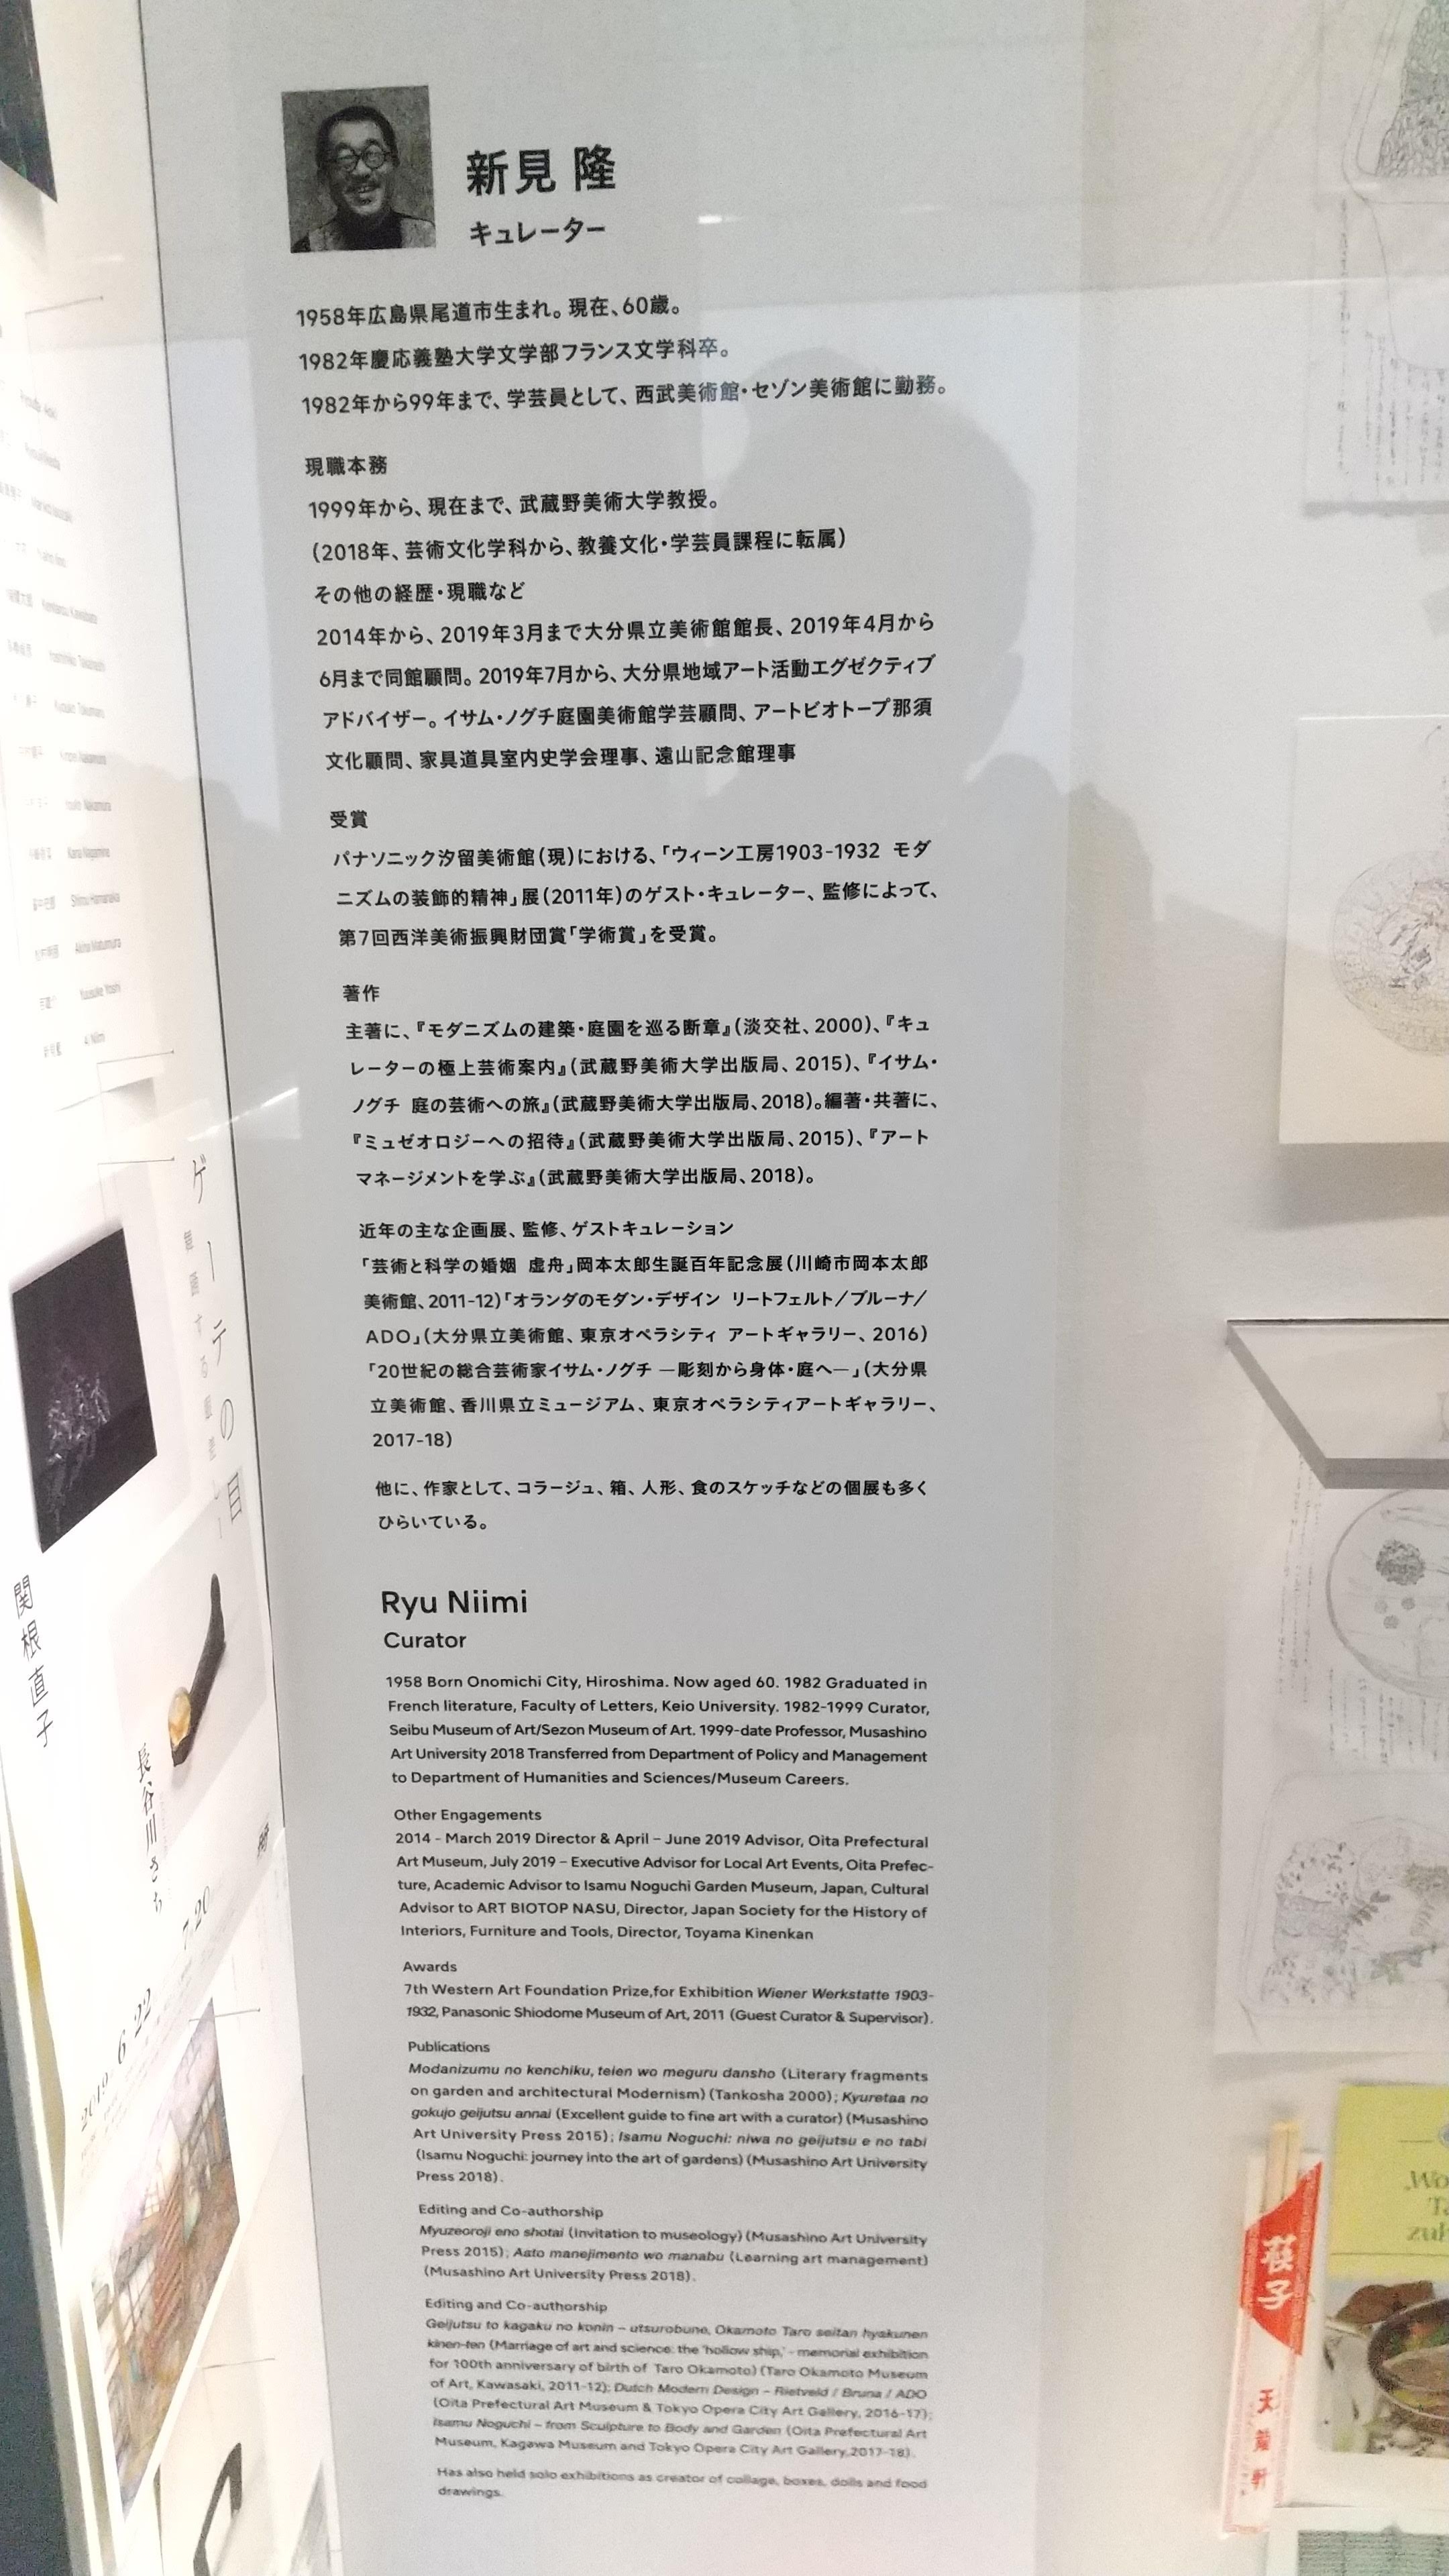 新見 隆
キュレーター
1958年広島県尾道市生まれ。現在、60歳。
1982年慶応義塾大学文学部フランス文学科卒。
1982年から99年まで、学芸員として、西武美術館・セゾン美術館に勤務。
現職本務
1999年から、現在まで、武蔵野美術大学教授。
(2018年、芸術文化学科から、教養文化・学芸員課程に転属)
その他の経歴・現職など
2014年から、2019年3月まで大分県立美術館館長、2019年4月から
6月まで同館顧問。2019年7月から、大分県地域アート活動エグゼクティブ
アドバイザー。イサム・ノグチ庭園美術館学芸顧問、アートビオトープ那須
文化顧問、家具道具室内史学会理事、遠山記念館理事
受賞
パナソニック汐留美術館(現)における、「ウィーン工房1903-1932 モダ
ニズムの装飾的精神」展(2011年)のゲスト・キュレーター、監修によって、
第7回西洋美術振興財団賞「学術賞」を受賞。
著作
主著に、『モダニズムの建築・庭園を巡る断章』(淡交社、2000)、『キュ
レーターの極上芸術案内』(武蔵野美術大学出版局、2015)、『イサム・
ノグチ 庭の芸術への旅』(武蔵野美術大学出版局、2018)。編著・共著に、
『ミュゼオロジーへの招待』(武蔵野美術大学出版局、2015)、『アート
マネージメントを学ぶ』(武蔵野美術大学出版局、2018)。
近年の主な企画展、監修、ゲストキュレーション
「芸術と科学の婚姻 虚舟」岡本太郎生誕百年記念展(川崎市岡本太郎
美術館、2011-12)「オランダのモダン・デザイン リートフェルト/ブルーナ/
ADO」(大分県立美術館、東京オペラシティ アートギャラリー、2016)
「20世紀の総合芸術家イサム・ノグチ ―彫刻から身体・庭へ―」(大分県
立美術館、香川県立ミュージアム、東京オペラシティアートギャラリー、
2017-18)
他に、作家として、コラージュ、箱、人形、食のスケッチなどの個展も多く
ひらいている。
Ryu Niimi
Curator
1958 Born Onomichi City, Hiroshima. Now aged 60. 1982 Graduated in
French literature, Faculty of Letters, Keio University. 1982-1999 Curator,
Seibu Museum of Art/Sezon Museum of Art. 1999-date Professor, Musashino
Art University 2018 Transferred from Department of Policy and Management
to Department of Humanities and Sciences/Museum Careers.
Other Engagements
2014 - March 2019 Director & April – June 2019 Advisor, Oita Prefectural
Art Museum, July 2019 – Executive Advisor for Local Art Events, Oita Prefec-
ture, Academic Advisor to Isamu Noguchi Garden Museum, Japan, Cultural
Advisor to ART BIOTOP NASU, Director, Japan Society for the History of
Interiors, Furniture and Tools, Director, Toyama Kinenkan
Awards
7th Western Art Foundation Prize,for Exhibition Wiener Werkstatte 1903-
1932, Panasonic Shiodome Museum of Art, 2011 (Guest Curator & Supervisor).
Publications
Modanizumu no kenchiku, teien wo meguru dansho (Literary fragments
on garden and architectural Modernism) (Tankosha 2000); Kyuretaa no
gokujo geijutsu annai (Excellent guide to fine art with a curator) (Musashino
Art University Press 2015); Isamu Noguchi: niwa no geijutsu e no tabi
(Isamu Noguchi: journey into the art of gardens) (Musashino Art University
Press 2018).
Editing and Co-authorship
Myuzeoroji eno shotai (Invitation to museology) (Musashino Art University
Press 2015); Aato manejimento wo manabu (Learning art management)
(Musashino Art University Press 2018).
Editing and Co-authorship
Geijutsu to kagaku no konin – utsurobune, Okamoto Taro seitan hyakunen
kinen-ten (Marriage of art and science: the 'hollow ship,' - memorial exhibition
for 100th anniversary of birth of Taro Okamoto) (Taro Okamoto Museum
of Art, Kawasaki, 2011-12); Dutch Modern Design – Rietveld / Bruna / ADO
(Oita Prefectural Art Museum & Tokyo Opera City Art Gallery, 2016-17);
Isamu Noguchi – from Sculpture to Body and Garden (Oita Prefectural Art
Museum, Kagawa Museum and Tokyo Opera City Art Gallery,2017-18).
Has also held solo exhibitions as creator of collage, boxes, dolls and food
drawings.
ゲーテの目
関根直子
長谷川さち
2019 6 22
7.20